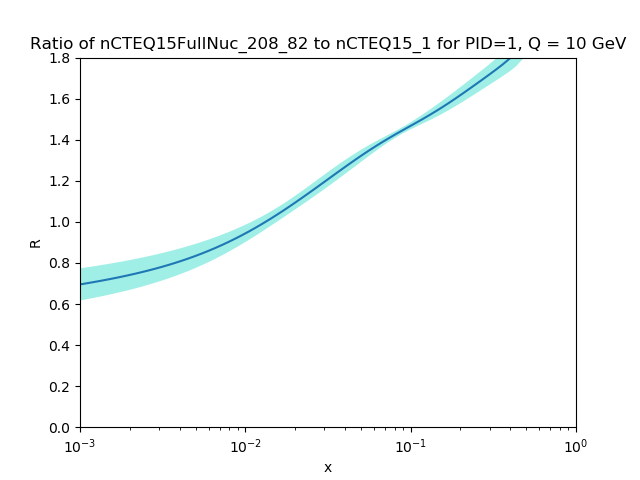 Ratio of nCTEQ15FullNuc_208_82 to nCTEQ15_1 for PID=1, Q = 10 GeV
1.8
1.6
1.4
1.2
1.0
0.8
0.6
0.4
0.2
0.0
R
10⁻³ 10⁻² 10⁻¹ 10⁰
x